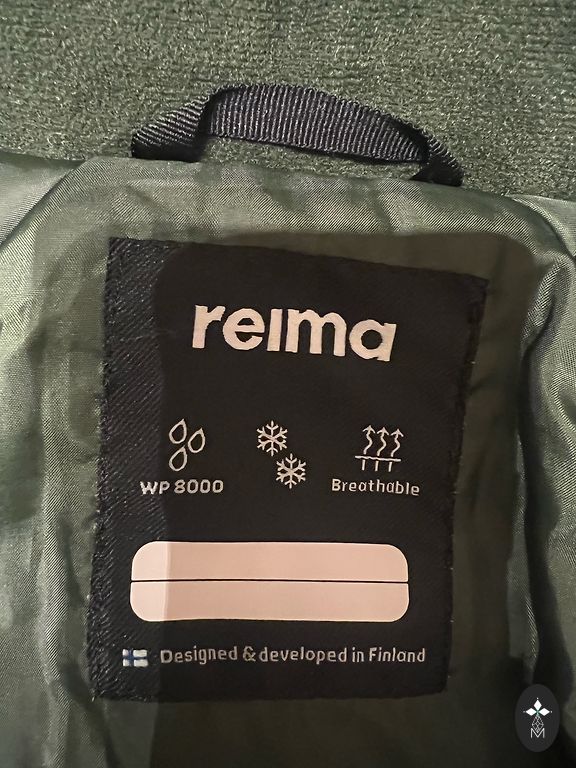 reima
WP 8000
Breathable
Designed & developed in Finland
M